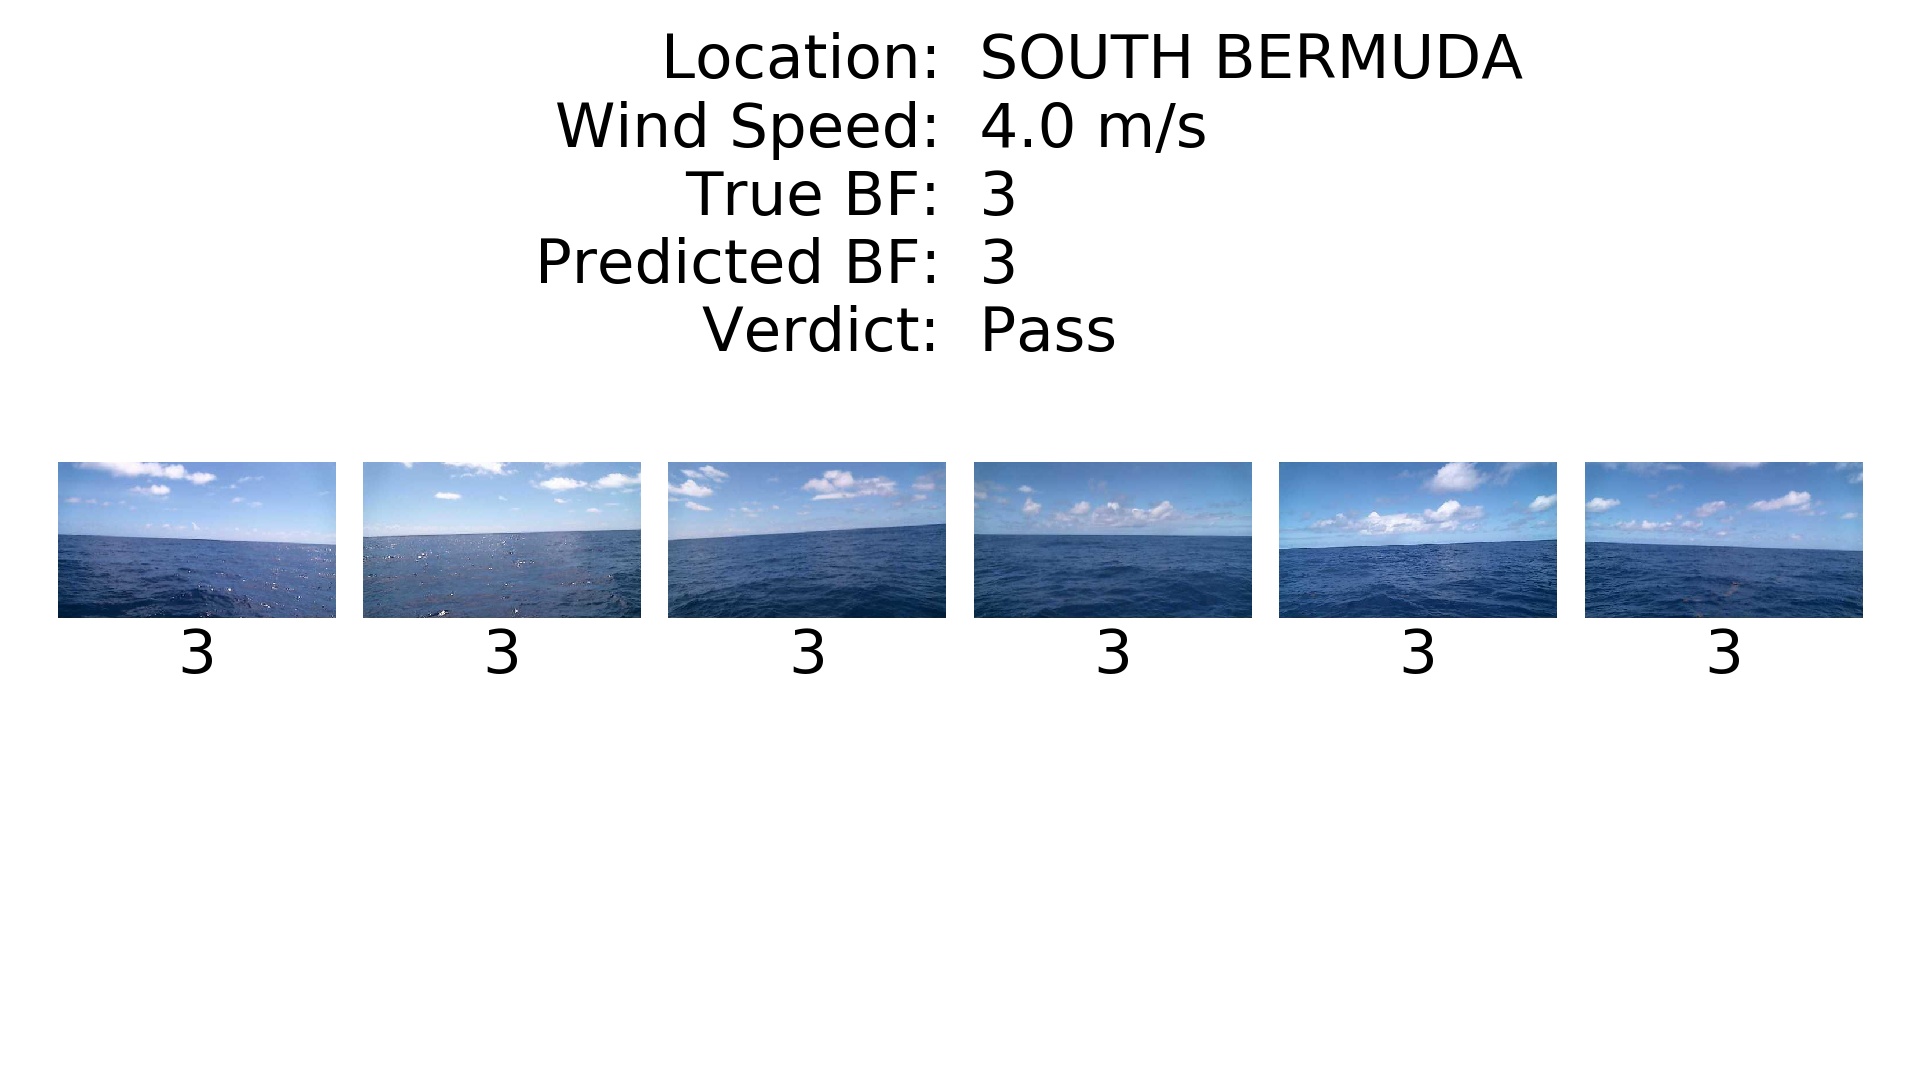 Location: SOUTH BERMUDA
Wind Speed: 4.0 m/s
True BF: 3
Predicted BF: 3
Verdict: Pass
3 3 3 3 3 3